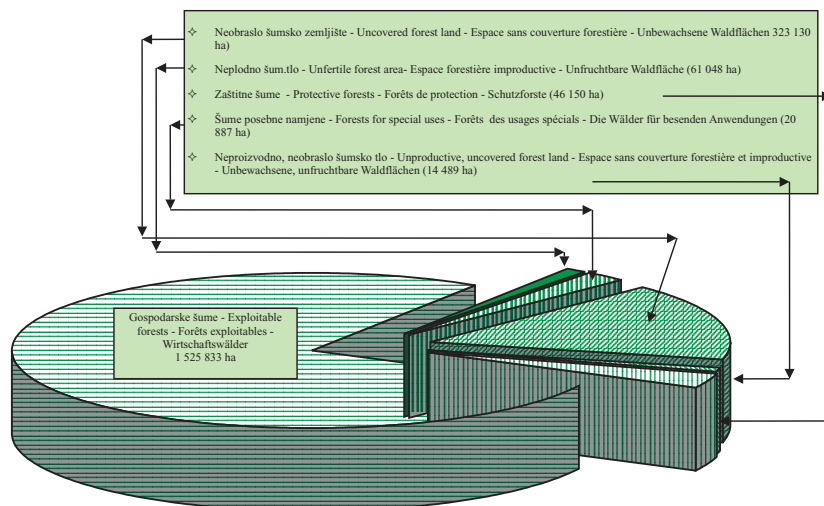 Neobraslo šumsko zemljište - Uncovered forest land - Espace sans couverture forestière - Unbewachsene Waldflächen 323 130
ha)
Neplodno šum.tlo - Unfertile forest area- Espace forestière improductive - Unfruchtbare Waldfläche (61 048 ha)
Zaštitne šume - Protective forests - Forêts de protection - Schutzforste (46 150 ha)
Šume posebne namjene - Forests for special uses - Forêts des usages spécials - Die Wälder für besenden Anwendungen (20
887 ha)
Neproizvodno, neobraslo šumsko tlo - Unproductive, uncovered forest land - Espace sans couverture forestière et improductive
- Unbewachsene, unfruchtbare Waldflächen (14 489 ha)
Gospodarske šume - Exploitable
forests - Forêts exploitables -
Wirtschaftswälder
1 525 833 ha